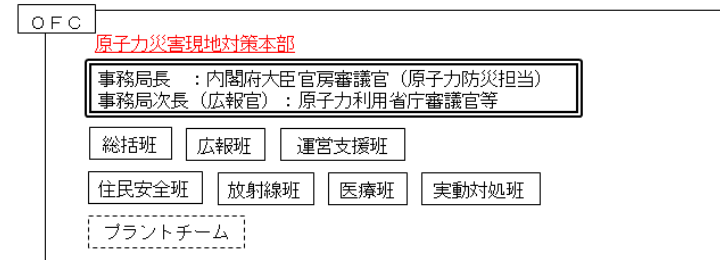 OFC
原子力災害現地対策本部
事務局長　：内閣府大臣官房審議官（原子力防災担当）
事務局次長（広報官）：原子力利用省庁審議官等
総括班　広報班　運営支援班
住民安全班　放射線班　医療班　実動対処班
プラントチーム